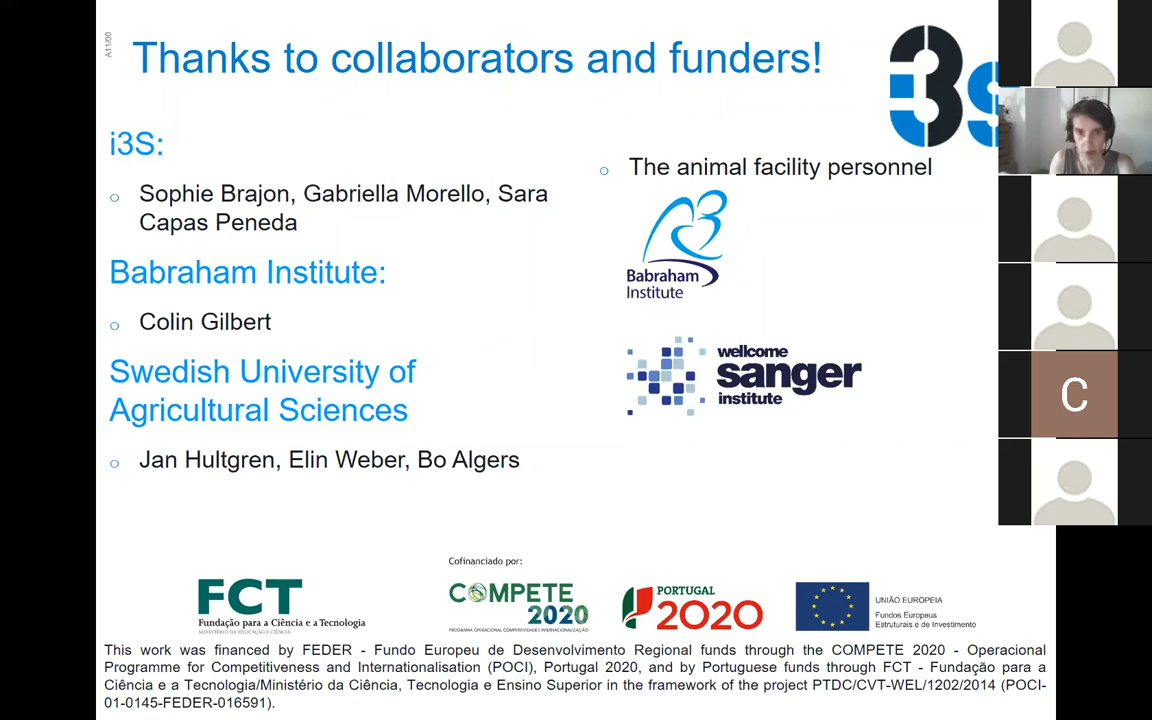 A11/00
Thanks to collaborators and funders!
i3s
i3S:
Sophie Brajon, Gabriella Morello, Sara
Capas Peneda
Babraham Institute:
Colin Gilbert
Swedish University of
Agricultural Sciences
Jan Hultgren, Elin Weber, Bo Algers
The animal facility personnel
Babraham
Institute
wellcome
sanger
institute
C
FCT
Fundação para a Ciência e a Tecnologia
MINISTÉRIO DA EDUCAÇÃO E CIÊNCIA
Cofinanciado por:
COMPETE
2020
PROGRAMA OPERACIONAL COMPETITIVIDADE E INTERNACIONALIZAÇÃO
PORTUGAL
2020
UNIÃO EUROPEIA
Fundos Europeus
Estruturais e de Investimento
This work was financed by FEDER - Fundo Europeu de Desenvolvimento Regional funds through the COMPETE 2020 - Operacional
Programme for Competitiveness and Internationalisation (POCI), Portugal 2020, and by Portuguese funds through FCT - Fundação para a
Ciência e a Tecnologia/Ministério da Ciência, Tecnologia e Ensino Superior in the framework of the project PTDC/CVT-WEL/1202/2014 (POCI-
01-0145-FEDER-016591).